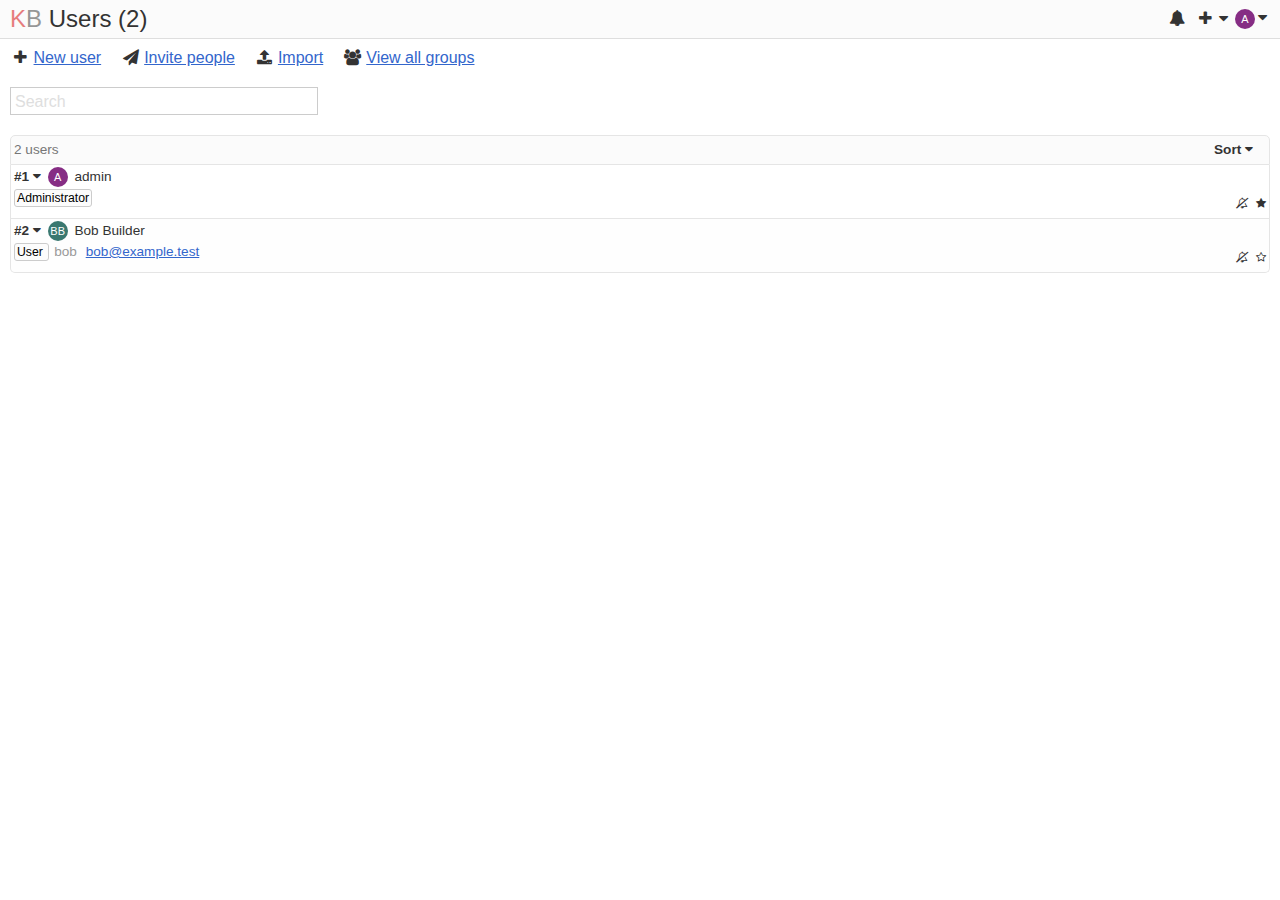 KB Users (2)
A
New user Invite people Import View all groups
Search
2 users Sort
#1 A admin
Administrator
#2 BB Bob Builder
User bob bob@example.test